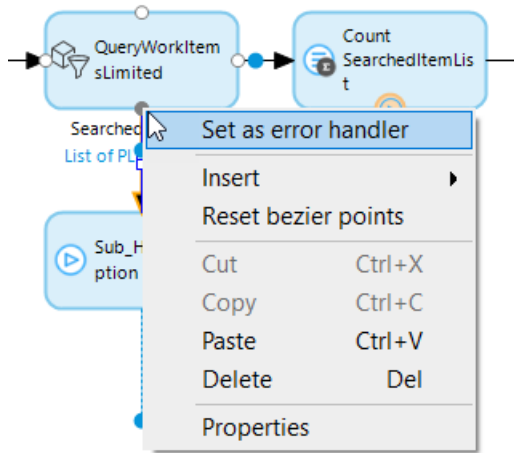 QueryWorkItem
sLimited
Count
SearchedItemLis
t
Searched
List of PL
Sub_H
ption
Set as error handler
Insert
Reset bezier points
Cut Ctrl+X
Copy Ctrl+C
Paste Ctrl+V
Delete Del
Properties